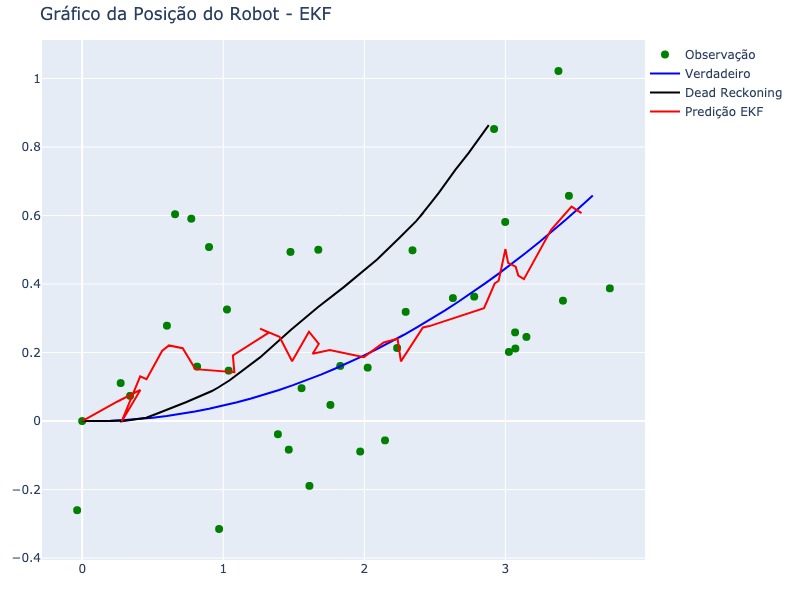 Gráfico da Posição do Robot - EKF
Observação
Verdadeiro
Dead Reckoning
Predição EKF
1
0.8
0.6
0.4
0.2
0
−0.2
−0.4
0 1 2 3